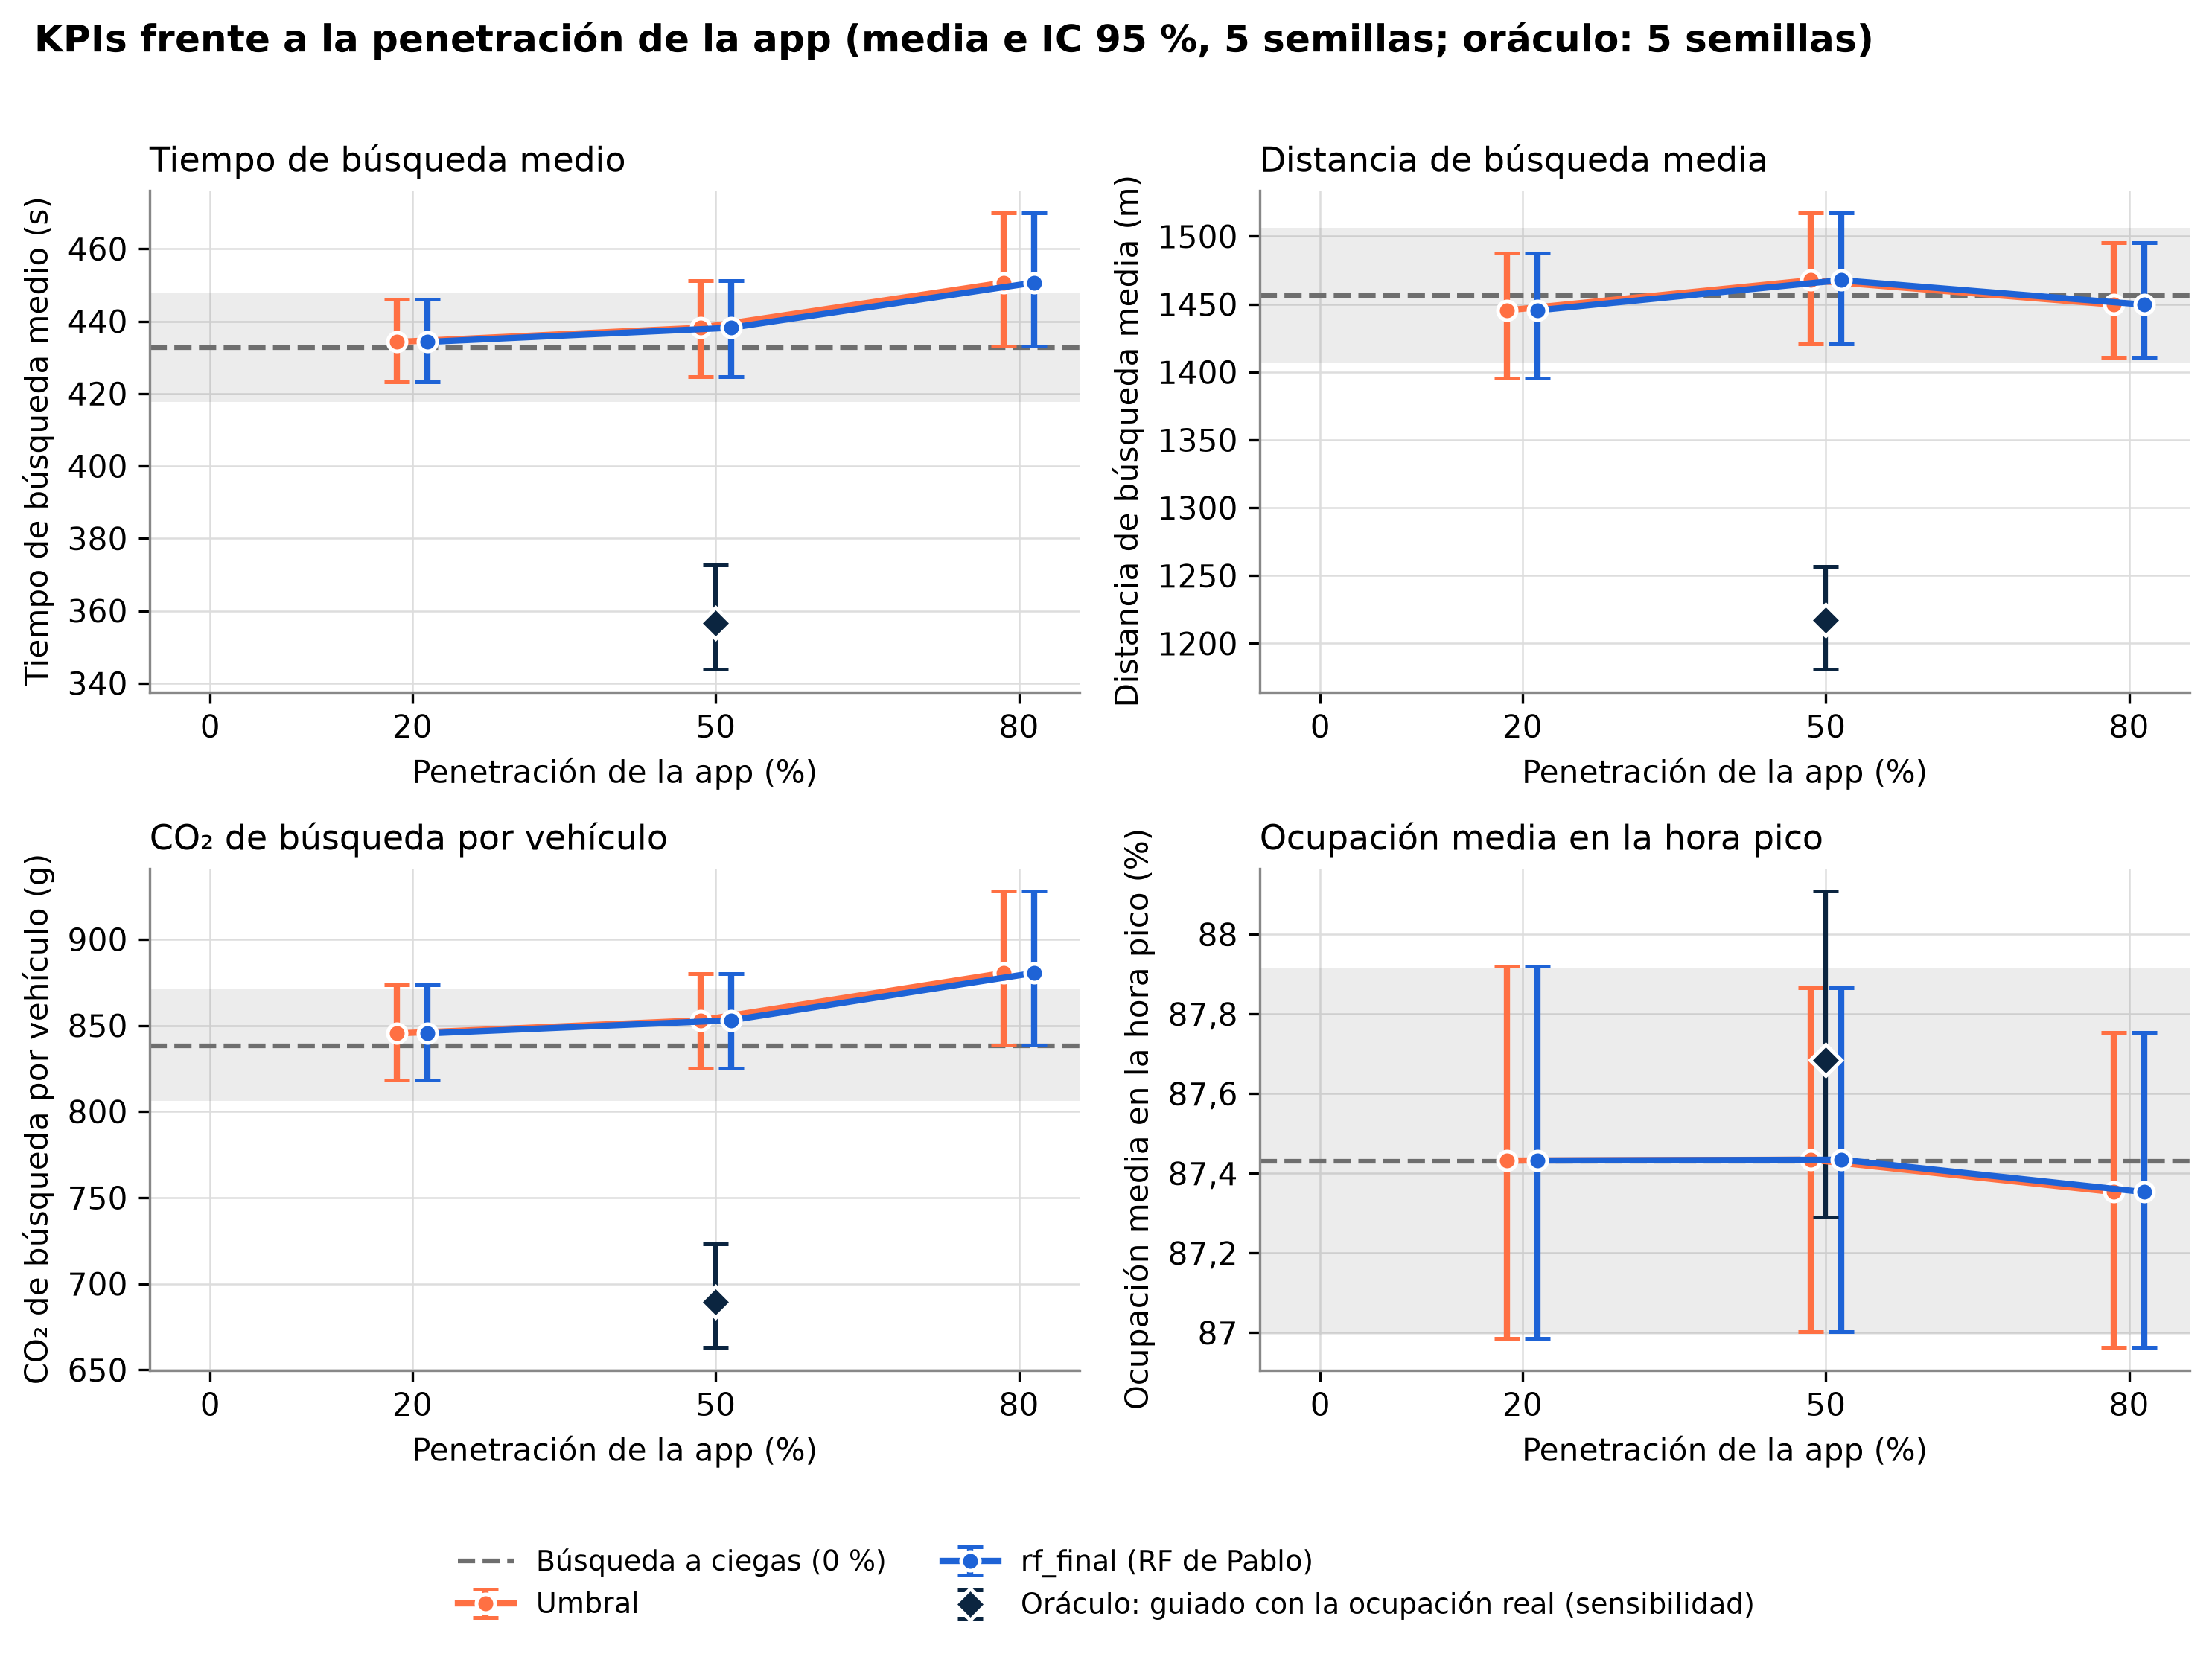 KPIs frente a la penetración de la app (media e IC 95 %, 5 semillas; oráculo: 5 semillas)
Tiempo de búsqueda medio
Tiempo de búsqueda medio (s)
460
440
420
400
380
360
340
0 20 50 80
Penetración de la app (%)
Distancia de búsqueda media
Distancia de búsqueda media (m)
1500
1450
1400
1350
1300
1250
1200
0 20 50 80
Penetración de la app (%)
CO₂ de búsqueda por vehículo
CO₂ de búsqueda por vehículo (g)
900
850
800
750
700
650
0 20 50 80
Penetración de la app (%)
Ocupación media en la hora pico
Ocupación media en la hora pico (%)
88
87,8
87,6
87,4
87,2
87
0 20 50 80
Penetración de la app (%)
Búsqueda a ciegas (0 %)
Umbral
rf_final (RF de Pablo)
Oráculo: guiado con la ocupación real (sensibilidad)